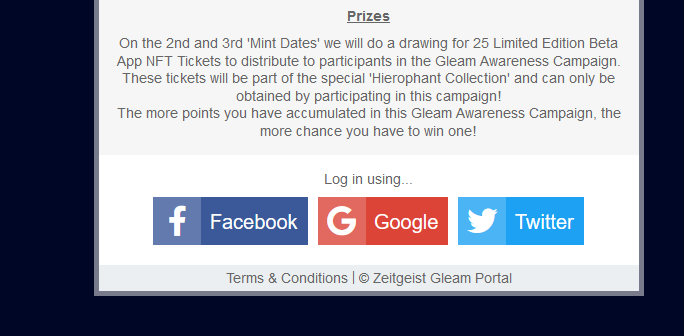 Prizes
On the 2nd and 3rd 'Mint Dates' we will do a drawing for 25 Limited Edition Beta
App NFT Tickets to distribute to participants in the Gleam Awareness Campaign.
These tickets will be part of the special 'Hierophant Collection' and can only be
obtained by participating in this campaign!
The more points you have accumulated in this Gleam Awareness Campaign, the
more chance you have to win one!
Log in using...
Facebook Google Twitter
Terms & Conditions | © Zeitgeist Gleam Portal